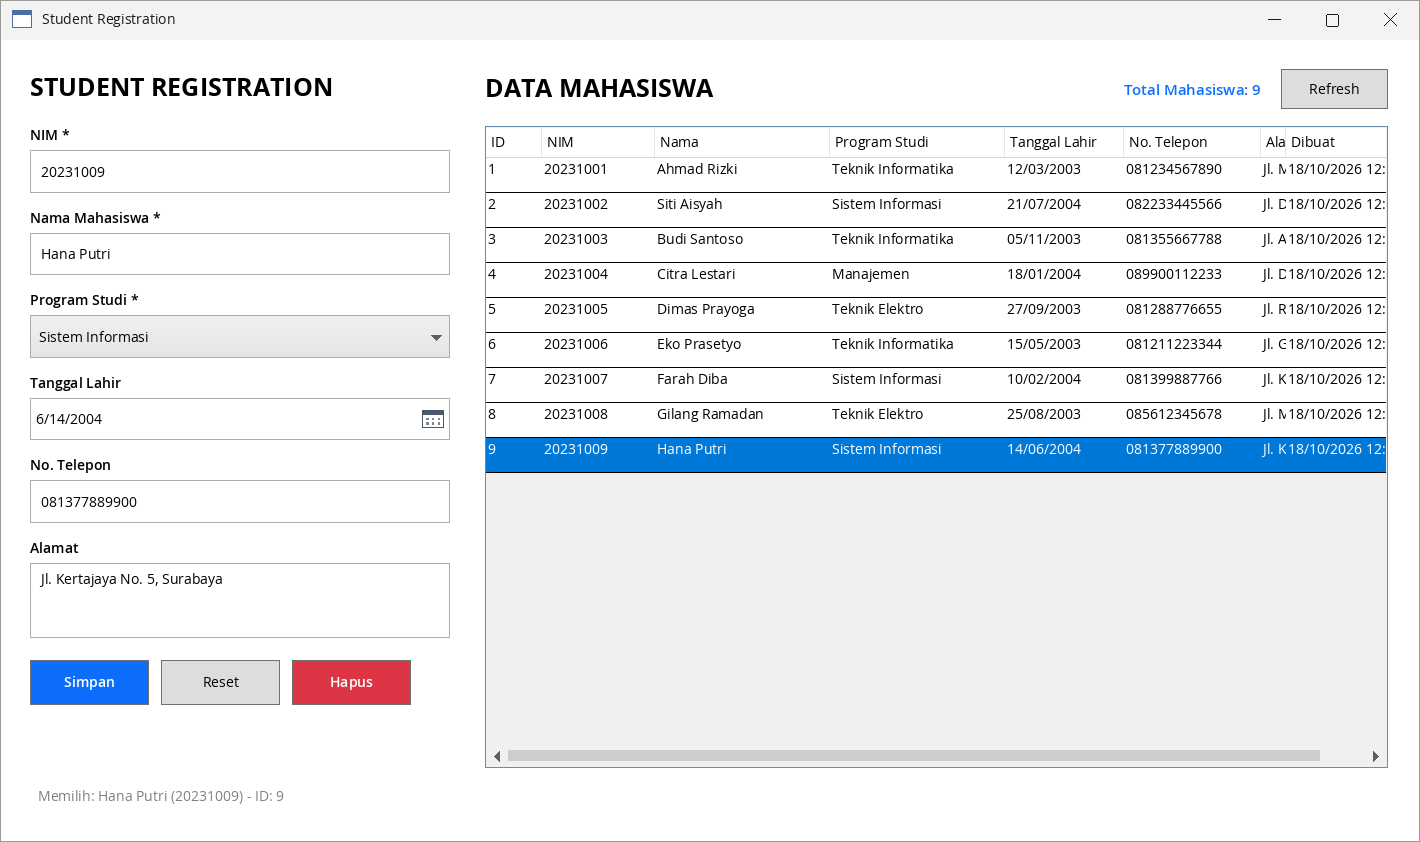 Student Registration
STUDENT REGISTRATION
NIM *
20231009
Nama Mahasiswa *
Hana Putri
Program Studi *
Sistem Informasi
Tanggal Lahir
6/14/2004
No. Telepon
081377889900
Alamat
Jl. Kertajaya No. 5, Surabaya
Simpan Reset Hapus
Memilih: Hana Putri (20231009) - ID: 9
DATA MAHASISWA
Total Mahasiswa: 9
Refresh
ID NIM Nama Program Studi Tanggal Lahir No. Telepon Ala Dibuat
1 20231001 Ahmad Rizki Teknik Informatika 12/03/2003 081234567890 Jl. M 18/10/2026 12:
2 20231002 Siti Aisyah Sistem Informasi 21/07/2004 082233445566 Jl. D 18/10/2026 12:
3 20231003 Budi Santoso Teknik Informatika 05/11/2003 081355667788 Jl. A 18/10/2026 12:
4 20231004 Citra Lestari Manajemen 18/01/2004 089900112233 Jl. D 18/10/2026 12:
5 20231005 Dimas Prayoga Teknik Elektro 27/09/2003 081288776655 Jl. R 18/10/2026 12:
6 20231006 Eko Prasetyo Teknik Informatika 15/05/2003 081211223344 Jl. G 18/10/2026 12:
7 20231007 Farah Diba Sistem Informasi 10/02/2004 081399887766 Jl. K 18/10/2026 12:
8 20231008 Gilang Ramadan Teknik Elektro 25/08/2003 085612345678 Jl. M 18/10/2026 12:
9 20231009 Hana Putri Sistem Informasi 14/06/2004 081377889900 Jl. K 18/10/2026 12: